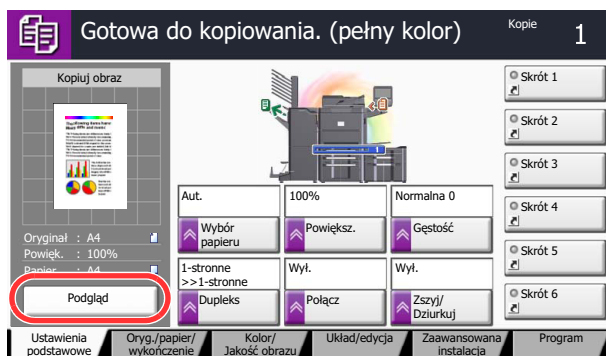 Gotowa do kopiowania. (pełny kolor)
Kopie
1
Kopiuj obraz
Oryginał : A4
Powięk. : 100%
Papier : A4
Podgląd
Aut.
Wybór
papieru
100%
Powiększ.
Normalna 0
Gęstość
1-stronne
>>1-stronne
Dupleks
Wył.
Połącz
Wył.
Zszyj/
Dziurkuj
Skrót 1
Skrót 2
Skrót 3
Skrót 4
Skrót 5
Skrót 6
Ustawienia
podstawowe
Oryg./papier/
wykończenie
Kolor/
Jakość obrazu
Układ/edycja
Zaawansowana
instalacja
Program